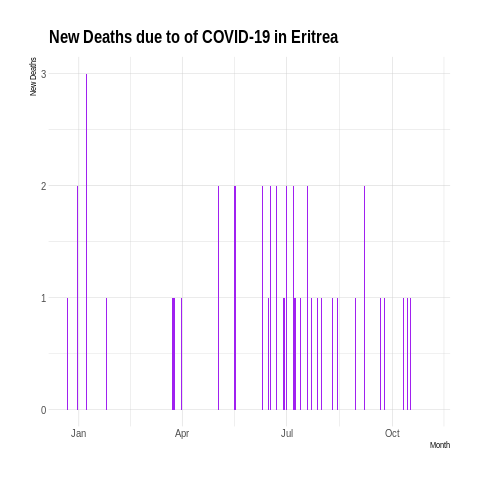 New Deaths due to of COVID-19 in Eritrea
New Deaths
3
2
1
0
Jan Apr Jul Oct
Month